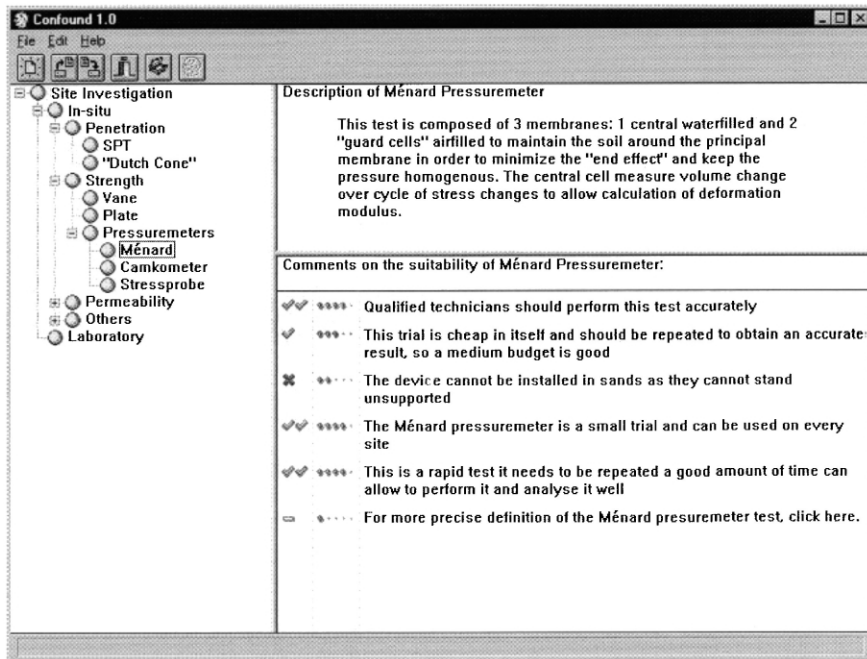 Confound 1.0
File Edit Help
Site Investigation
In-situ
Penetration
SPT
"Dutch Cone"
Strength
Vane
Plate
Pressuremeters
Ménard
Camkometer
Stressprobe
Permeability
Others
Laboratory
Description of Ménard Pressuremeter
This test is composed of 3 membranes: 1 central waterfilled and 2
"guard cells" airfilled to maintain the soil around the principal
membrane in order to minimize the "end effect" and keep the
pressure homogenous. The central cell measure volume change
over cycle of stress changes to allow calculation of deformation
modulus.
Comments on the suitability of Ménard Pressuremeter:
Qualified technicians should perform this test accurately
This trial is cheap in itself and should be repeated to obtain an accurate
result, so a medium budget is good
The device cannot be installed in sands as they cannot stand
unsupported
The Ménard pressuremeter is a small trial and can be used on every
site
This is a rapid test it needs to be repeated a good amount of time can
allow to perform it and analyse it well
For more precise definition of the Ménard presuremeter test, click here.